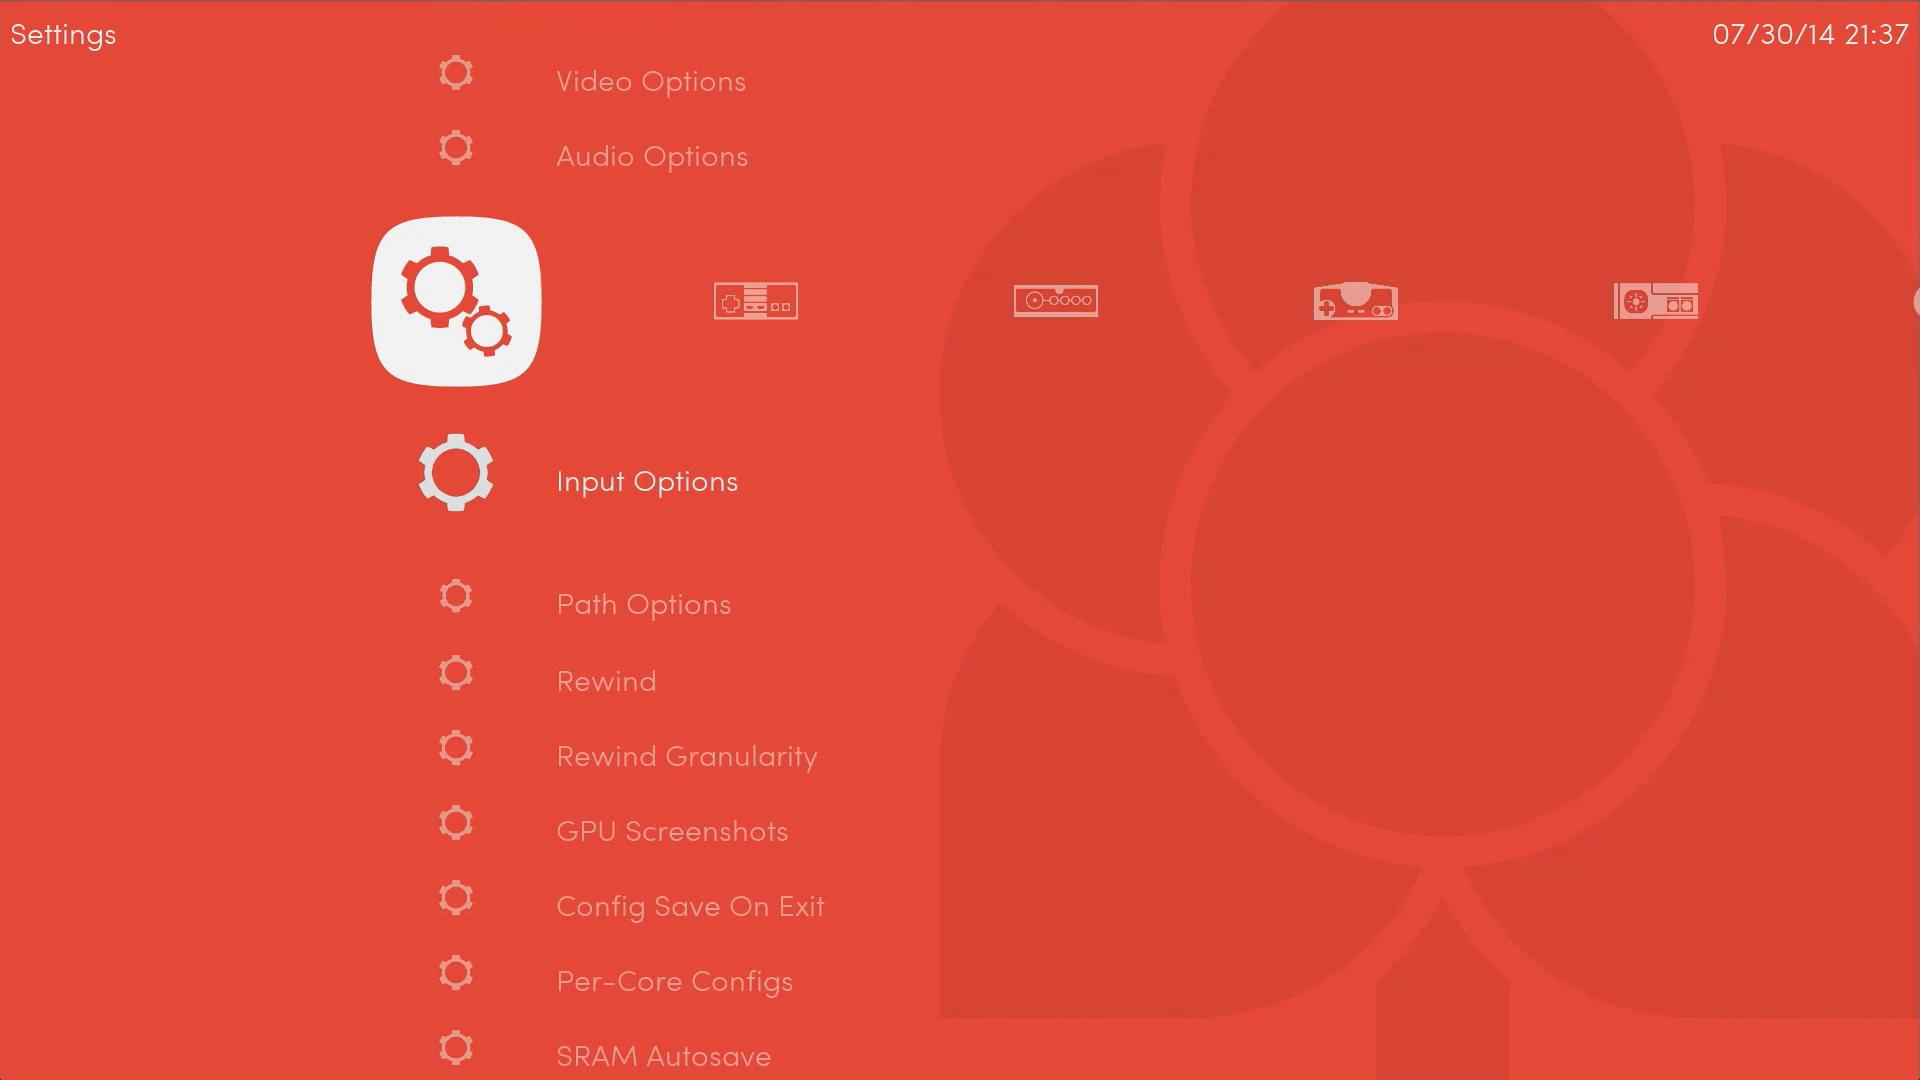 Settings
07/30/14 21:37
Video Options
Audio Options
Input Options
Path Options
Rewind
Rewind Granularity
GPU Screenshots
Config Save On Exit
Per-Core Configs
SRAM Autosave